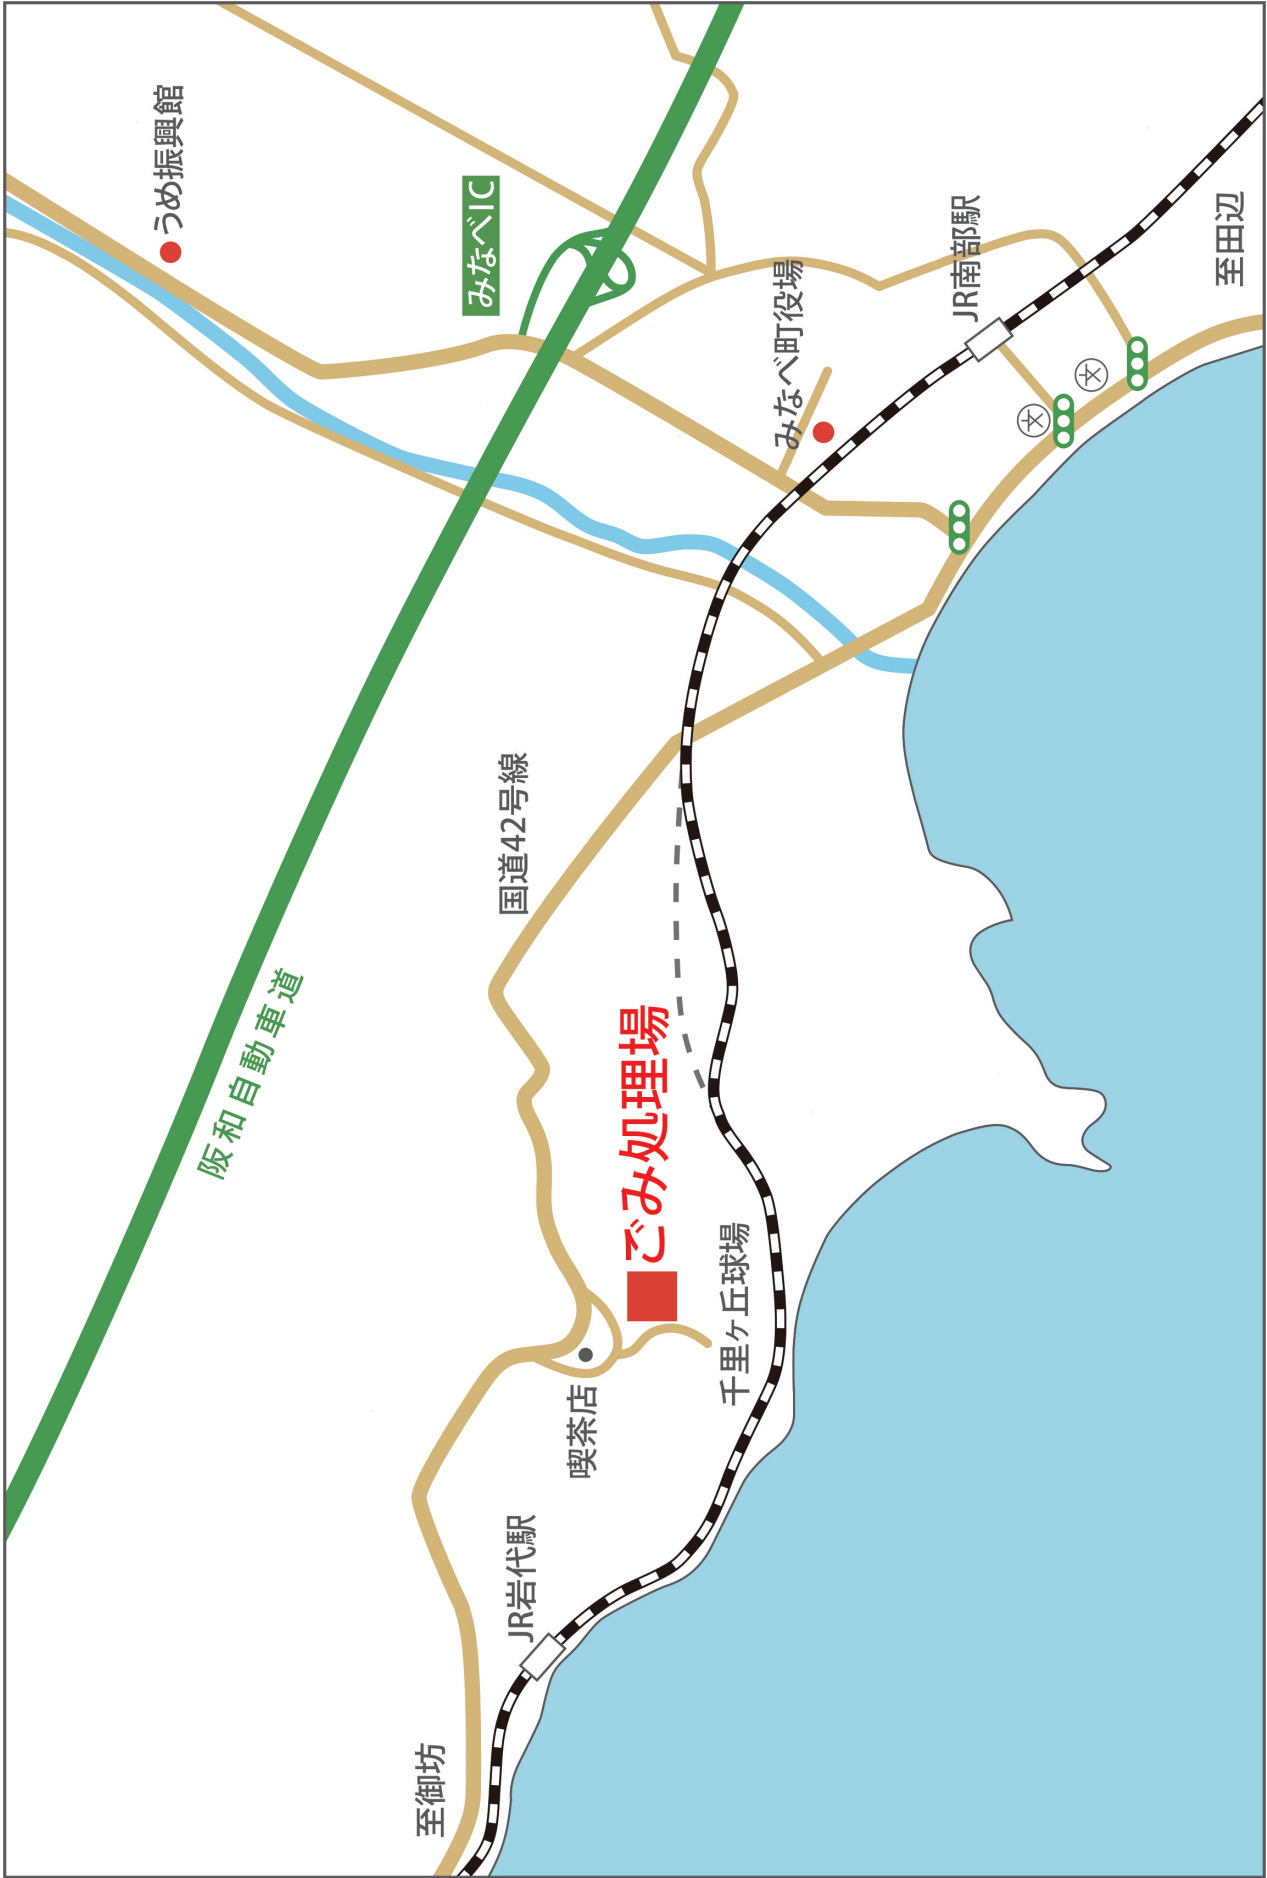 うめ振興館
みなべIC
阪和自動車道
国道42号線
みなべ町役場
JR南部駅
至田辺
文
文
ごみ処理場
千里ヶ丘球場
喫茶店
JR岩代駅
至御坊